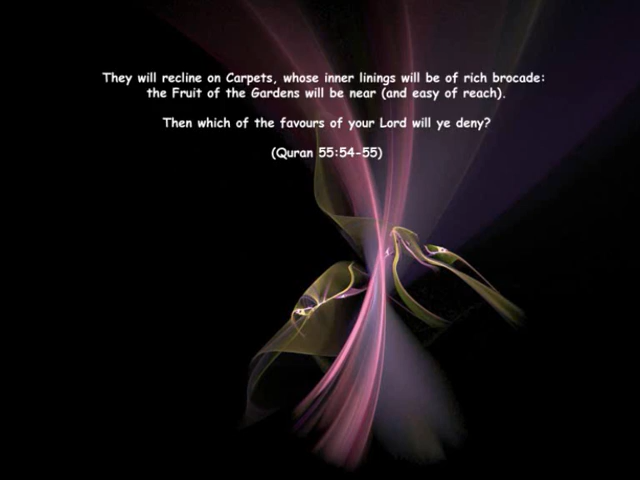 They will recline on Carpets, whose inner linings will be of rich brocade:
the Fruit of the Gardens will be near (and easy of reach).
Then which of the favours of your Lord will ye deny?
(Quran 55:54-55)